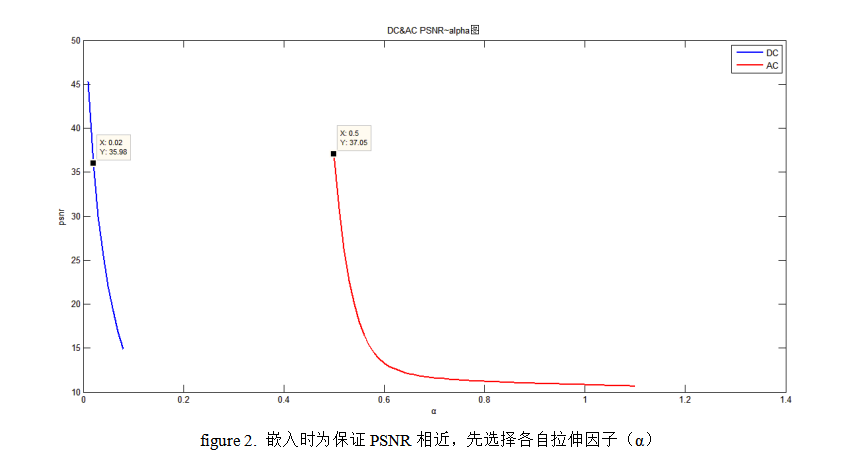 DC&AC PSNR~alpha图
50
45
40
35
30
25
20
15
10
psnr
DC
AC
X: 0.02
Y: 35.98
X: 0.5
Y: 37.05
0 0.2 0.4 0.6 0.8 1 1.2 1.4
α
figure 2. 嵌入时为保证 PSNR 相近，先选择各自拉伸因子（α）